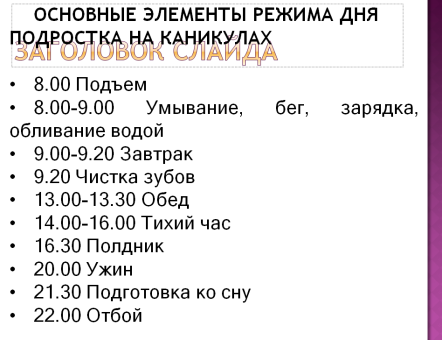 ОСНОВНЫЕ ЭЛЕМЕНТЫ РЕЖИМА ДНЯ
ПОДРОСТКА НА КАНИКУЛАХ
ЗАГОЛОВОК СЛАЙДА
• 8.00 Подъем
• 8.00-9.00 Умывание, бег, зарядка,
обливание водой
• 9.00-9.20 Завтрак
• 9.20 Чистка зубов
• 13.00-13.30 Обед
• 14.00-16.00 Тихий час
• 16.30 Полдник
• 20.00 Ужин
• 21.30 Подготовка ко сну
• 22.00 Отбой